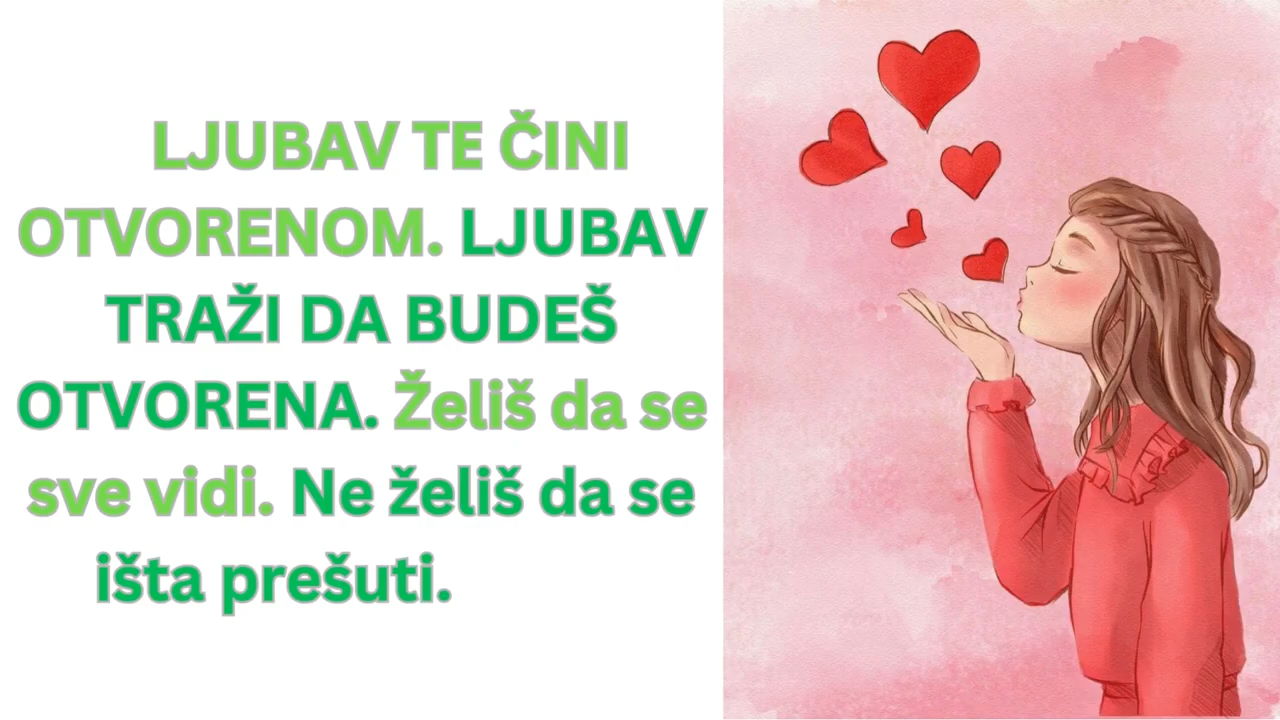 LJUBAV TE ČINI
OTVORENOM. LJUBAV
TRAŽI DA BUDEŠ
OTVORENA. Želiš da se
sve vidi. Ne želiš da se
išta prešuti.